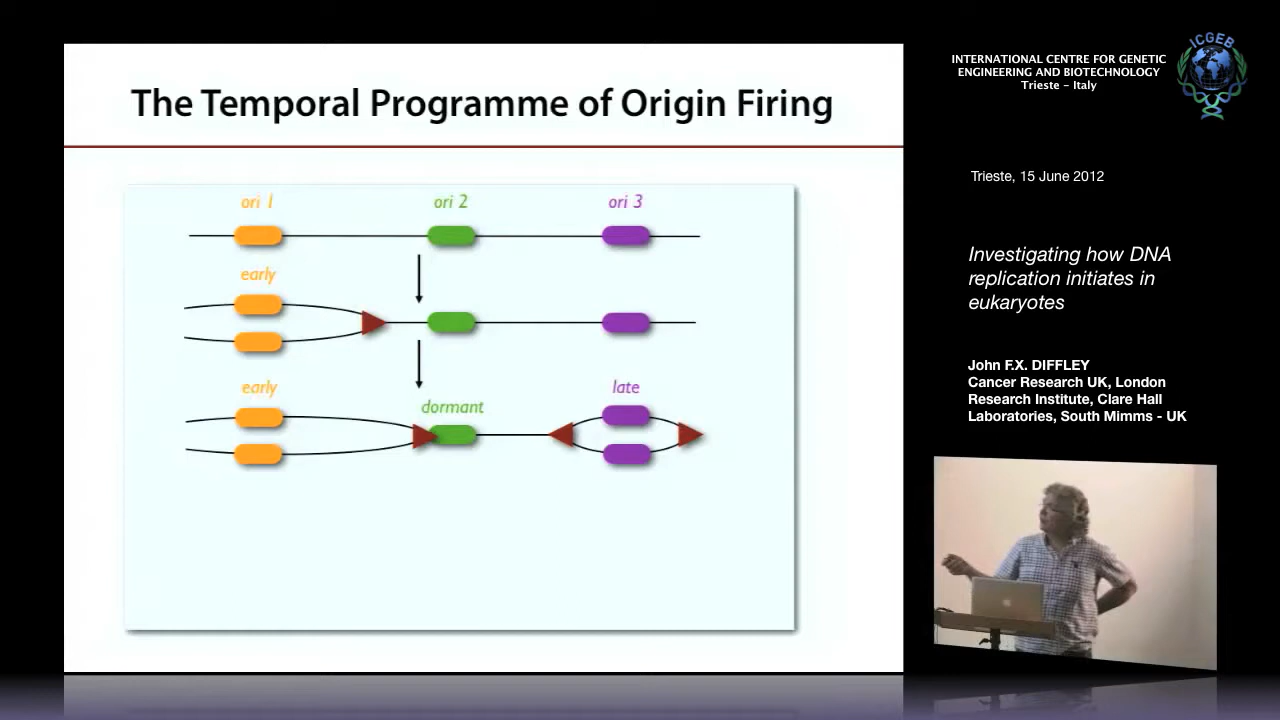 The Temporal Programme of Origin Firing
ori 1
ori 2
ori 3
early
early
dormant
late
ICGEB
INTERNATIONAL CENTRE FOR GENETIC
ENGINEERING AND BIOTECHNOLOGY
Trieste - Italy
Trieste, 15 June 2012
Investigating how DNA
replication initiates in
eukaryotes
John F.X. DIFFLEY
Cancer Research UK, London
Research Institute, Clare Hall
Laboratories, South Mimms - UK